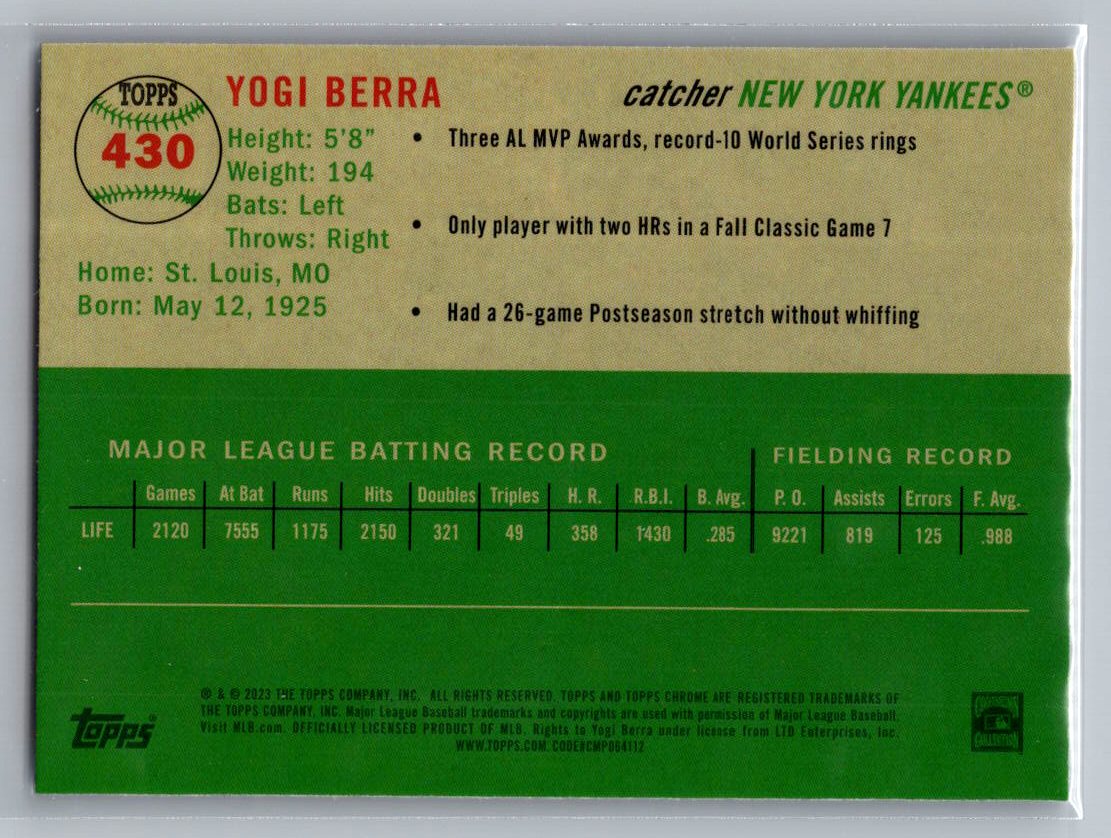 TOPPS
430
YOGI BERRA
catcher NEW YORK YANKEES®
Height: 5'8"
Weight: 194
Bats: Left
Throws: Right
Home: St. Louis, MO
Born: May 12, 1925
• Three AL MVP Awards, record-10 World Series rings
• Only player with two HRs in a Fall Classic Game 7
• Had a 26-game Postseason stretch without whiffing
MAJOR LEAGUE BATTING RECORD FIELDING RECORD
Games At Bat Runs Hits Doubles Triples H. R. R.B.I. B. Avg. P. O. Assists Errors F. Avg.
LIFE 2120 7555 1175 2150 321 49 358 1430 .285 9221 819 125 .988
® & © 2023 THE TOPPS COMPANY, INC. ALL RIGHTS RESERVED. TOPPS AND TOPPS CHROME ARE REGISTERED TRADEMARKS OF
THE TOPPS COMPANY, INC. Major League Baseball trademarks and copyrights are used with permission of Major League Baseball.
Visit MLB.com. OFFICIALLY LICENSED PRODUCT OF MLB. Rights to Yogi Berra under license from LTD Enterprises, Inc.
WWW.TOPPS.COM CODE#CMP064112
topps®